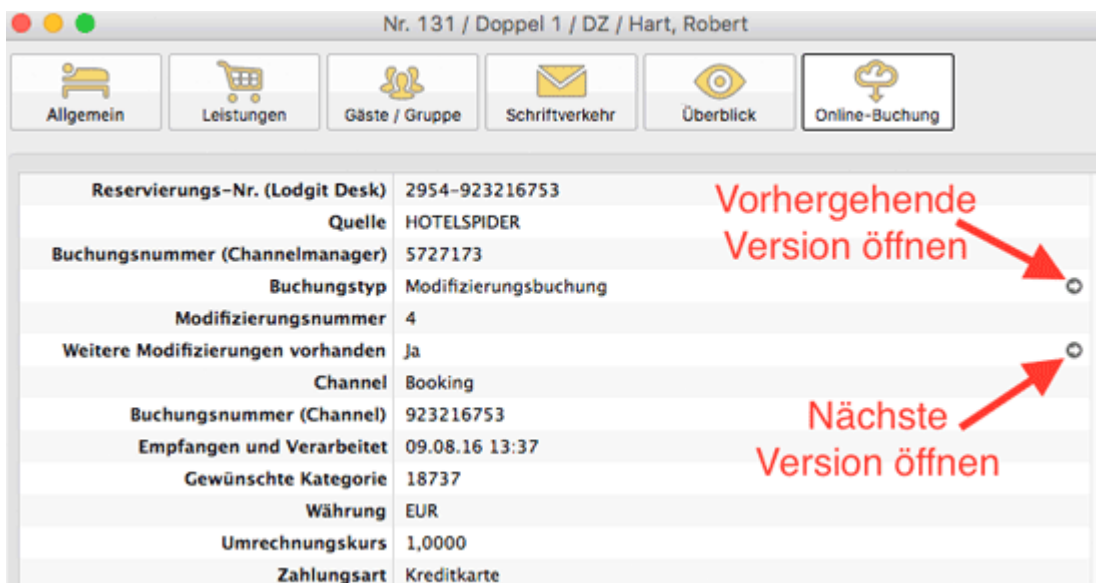 Nr. 131 / Doppel 1 / DZ / Hart, Robert
Allgemein Leistungen Gäste / Gruppe Schriftverkehr Überblick Online-Buchung
Reservierungs-Nr. (Lodgit Desk) 2954-923216753
Quelle HOTELSPIDER
Buchungsnummer (Channelmanager) 5727173
Buchungstyp Modifizierungsbuchung
Modifizierungsnummer 4
Weitere Modifizierungen vorhanden Ja
Channel Booking
Buchungsnummer (Channel) 923216753
Empfangen und Verarbeitet 09.08.16 13:37
Gewünschte Kategorie 18737
Währung EUR
Umrechnungskurs 1,0000
Zahlungsart Kreditkarte
Vorhergehende
Version öffnen
Nächste
Version öffnen